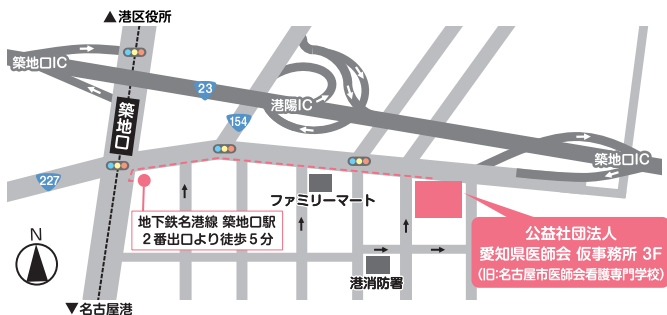 ▲港区役所
築地口IC
23
港陽IC
築地口
154
築地口IC
227
ファミリーマート
地下鉄名港線 築地口駅
2番出口より徒歩5分
公益社団法人
愛知県医師会 仮事務所 3F
(旧:名古屋市医師会看護専門学校)
N
港消防署
▼名古屋港